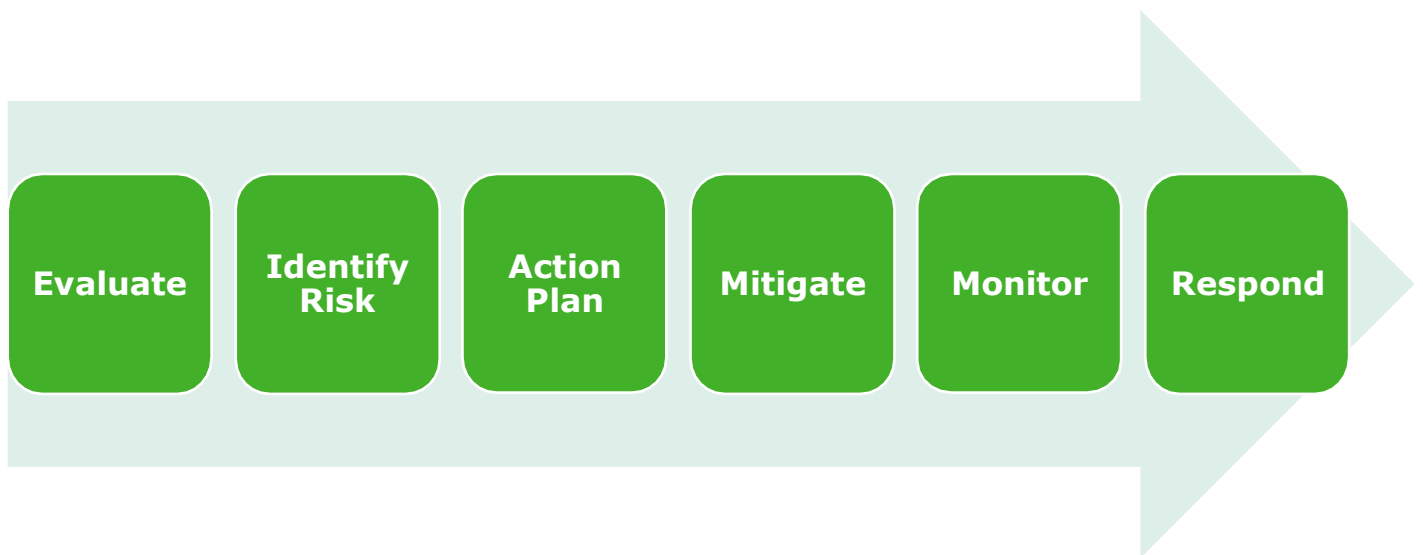 Evaluate
Identify
Risk
Action
Plan
Mitigate
Monitor
Respond